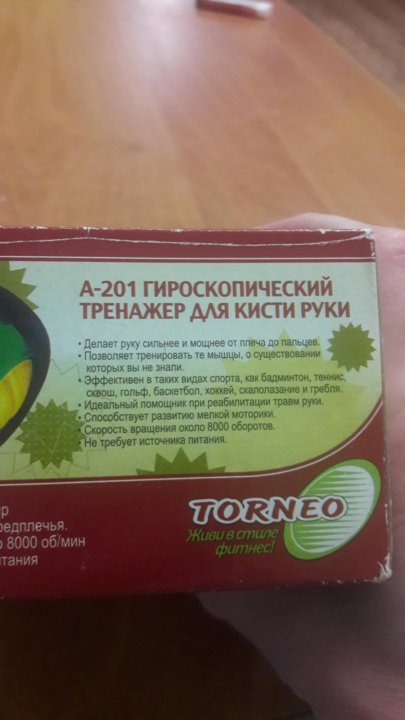 А-201 ГИРОСКОПИЧЕСКИЙ
ТРЕНАЖЕР ДЛЯ КИСТИ РУКИ
• Делает руку сильнее и мощнее от плеча до пальцев.
• Позволяет тренировать те мышцы, о существовании
которых вы не знали.
• Эффективен в таких видах спорта, как бадминтон, теннис,
сквош, гольф, баскетбол, хоккей, скалолазание и гребля.
• Идеальный помощник при реабилитации травм руки.
• Способствует развитию мелкой моторики.
• Скорость вращения около 8000 оборотов.
• Не требует источника питания.
TORNEO
Живи в стиле
фитнес!
8000 об/мин